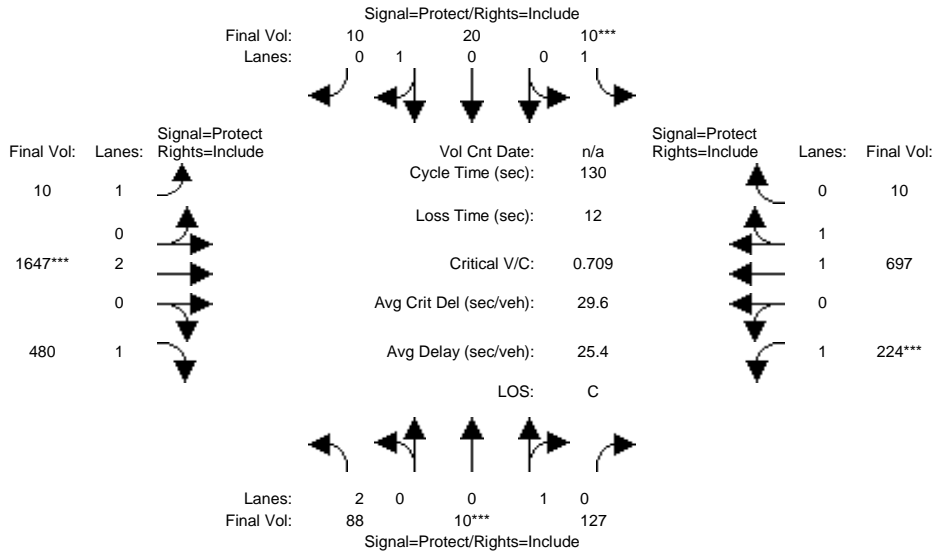 Signal=Protect/Rights=Include
Final Vol: 10 20 10***
Lanes: 0 1 0 0 1
Signal=Protect Signal=Protect
Final Vol: Lanes: Rights=Include Vol Cnt Date: n/a Rights=Include Lanes: Final Vol:
Cycle Time (sec): 130
10 1 0 10
Loss Time (sec): 12
0 1
1647*** 2 Critical V/C: 0.709 1 697
0 Avg Crit Del (sec/veh): 29.6 0
480 1 Avg Delay (sec/veh): 25.4 1 224***
LOS: C
Lanes: 2 0 0 1 0
Final Vol: 88 10*** 127
Signal=Protect/Rights=Include